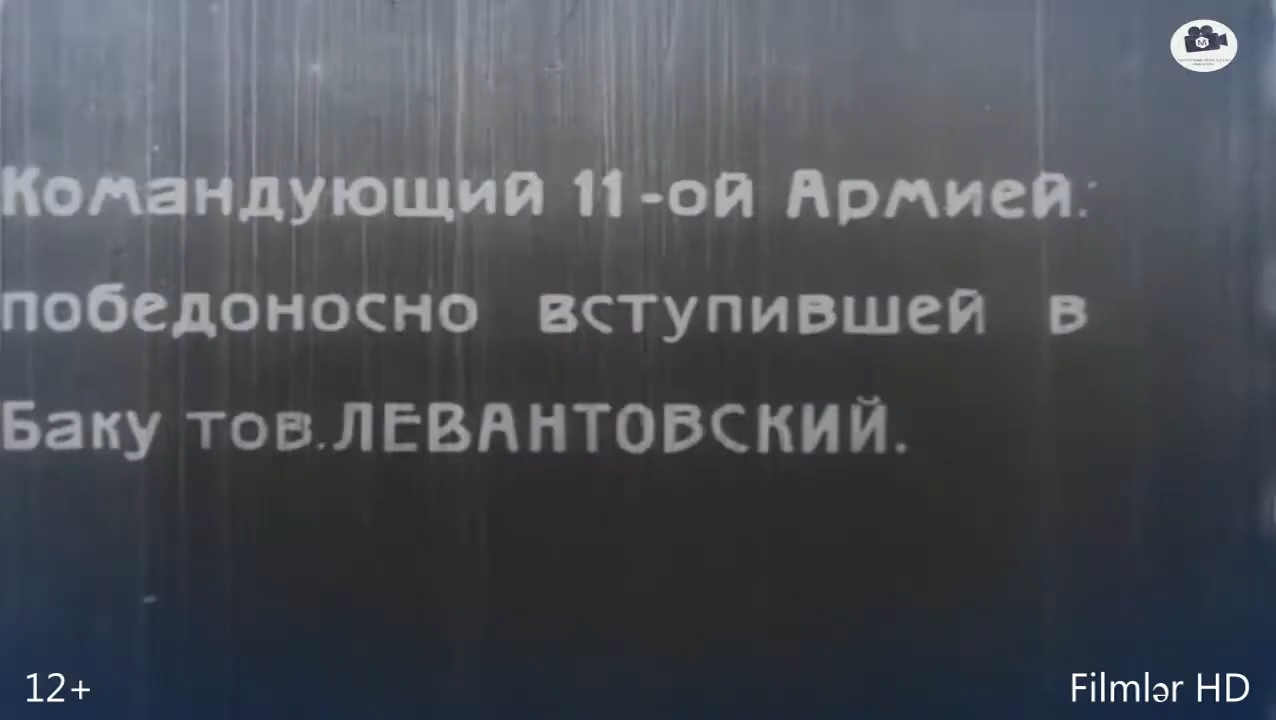 Командующий 11-ой Армией.
победоносно вступившей в
Баку тов.ЛЕВАНТОВСКИЙ.
12+
Filmlər HD